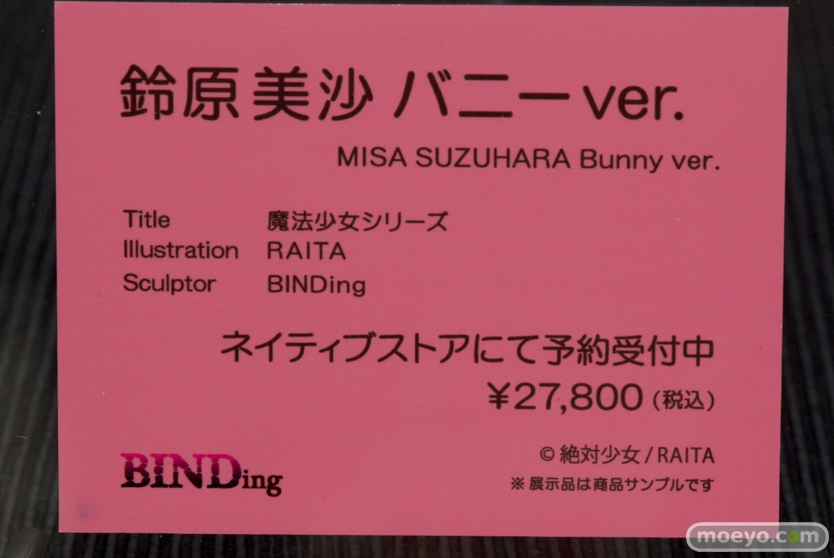 鈴原 美沙 バニーver.
MISA SUZUHARA Bunny ver.
Title 魔法少女シリーズ
Illustration RAITA
Sculptor BINDing
ネイティブストアにて予約受付中
¥27,800 (税込)
© 絶対少女/RAITA
BINDing
※ 展示品は商品サンプルです
moeyo.com